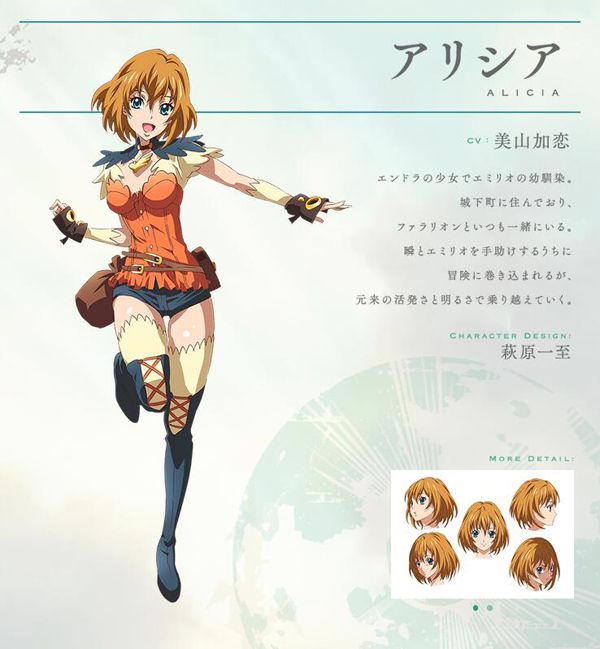 アリシア
ALICIA
CV : 美山加恋
エンドラの少女でエミリオの幼馴染。
城下町に住んでおり、
ファラリオンといつも一緒にいる。
瞬とエミリオを手助けするうちに
冒険に巻き込まれるが、
元来の活発さと明るさで乗り越えていく。
CHARACTER DESIGN:
萩原一至
MORE DETAIL: